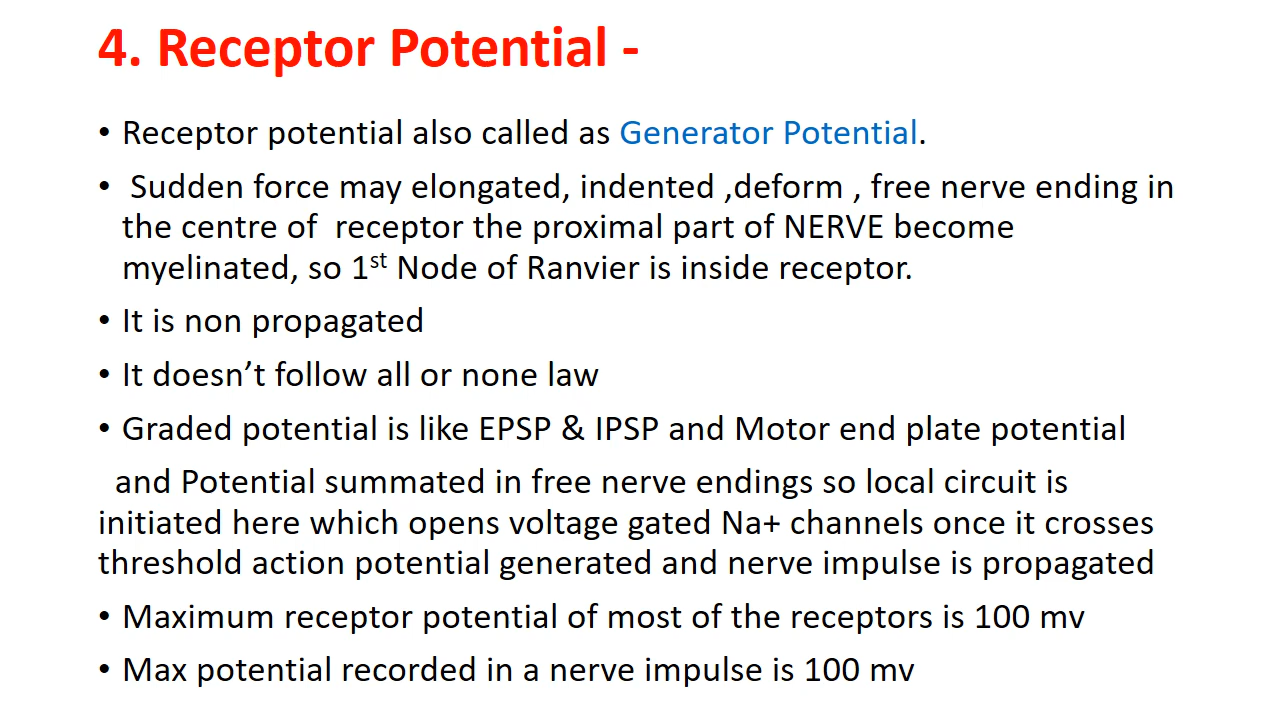 4. Receptor Potential -
• Receptor potential also called as Generator Potential.
• Sudden force may elongated, indented ,deform , free nerve ending in
the centre of receptor the proximal part of NERVE become
myelinated, so 1st Node of Ranvier is inside receptor.
• It is non propagated
• It doesn’t follow all or none law
• Graded potential is like EPSP & IPSP and Motor end plate potential
and Potential summated in free nerve endings so local circuit is
initiated here which opens voltage gated Na+ channels once it crosses
threshold action potential generated and nerve impulse is propagated
• Maximum receptor potential of most of the receptors is 100 mv
• Max potential recorded in a nerve impulse is 100 mv